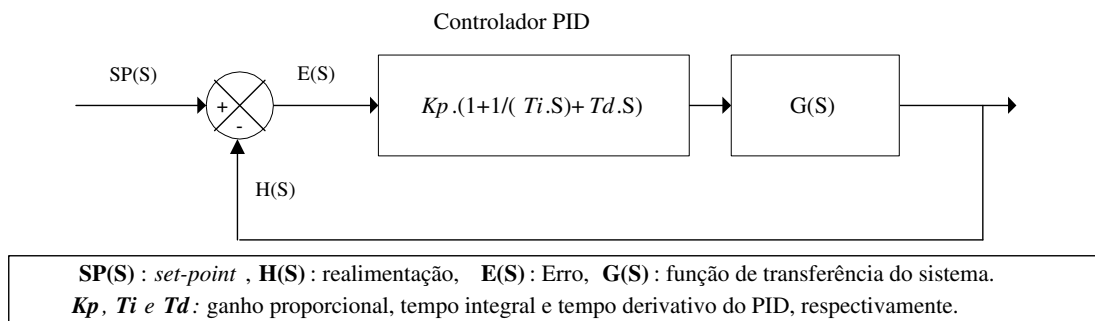 Controlador PID
SP(S)
E(S)
Kp.(1+1/( Ti.S)+ Td.S)
G(S)
+
-
H(S)
SP(S) : set-point , H(S) : realimentação, E(S) : Erro, G(S) : função de transferência do sistema.
Kp, Ti e Td: ganho proporcional, tempo integral e tempo derivativo do PID, respectivamente.